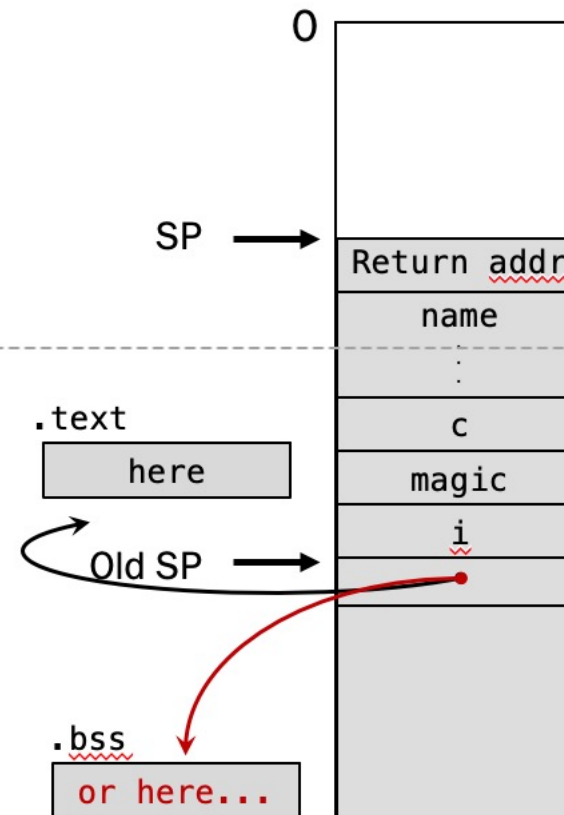 0
SP
Return addr
name
.text
c
here
magic
i
Old SP
.bss
or here...